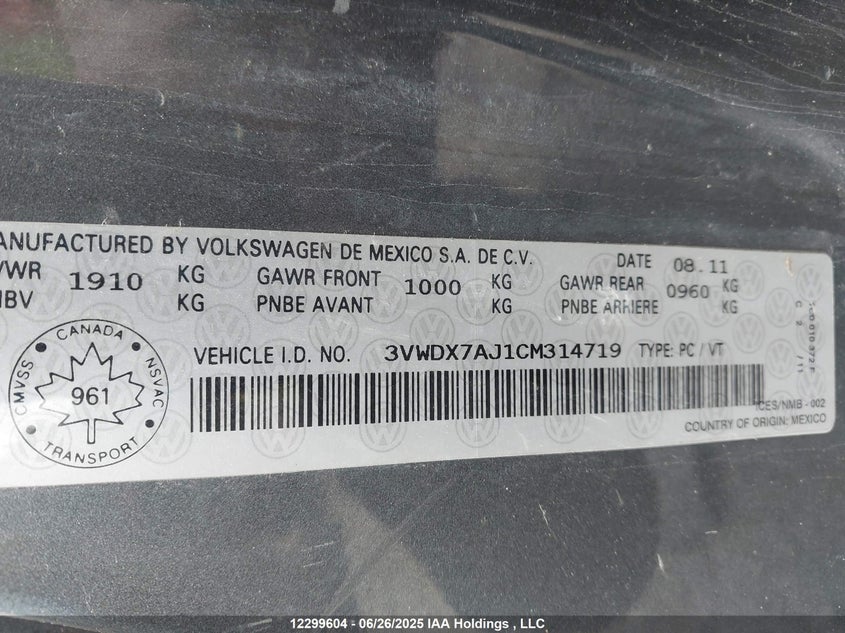 ANUFACTURED BY VOLKSWAGEN DE MEXICO S.A. DE C.V. DATE 08.11
VWR 1910 KG GAWR FRONT 1000 KG GAWR REAR 0960 KG
NBV KG PNBE AVANT KG PNBE ARRIERE KG
VEHICLE I.D. NO. 3VWDX7AJ1CM314719 TYPE: PC / VT
CANADA
CMVSS 961 NSVAC
TRANSPORT
ICES/NMB - 002
COUNTRY OF ORIGIN: MEXICO
12299604 - 06/26/2025 IAA Holdings , LLC